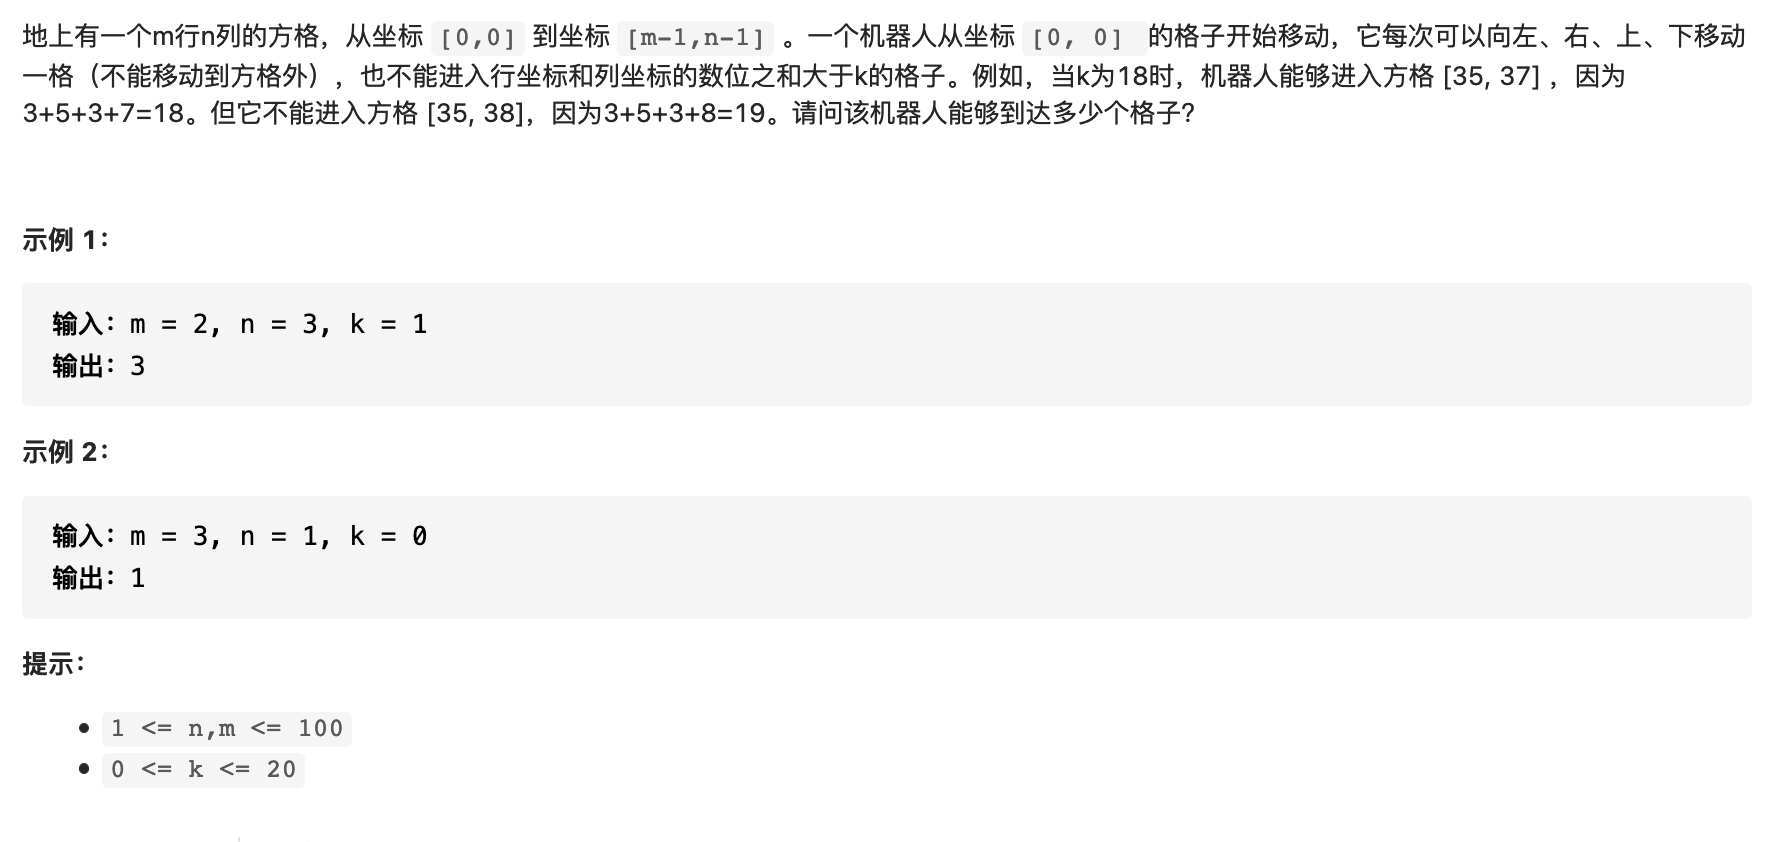 地上有一个m行n列的方格，从坐标 [0,0] 到坐标 [m-1,n-1] 。一个机器人从坐标 [0, 0] 的格子开始移动，它每次可以向左、右、上、下移动
一格（不能移动到方格外），也不能进入行坐标和列坐标的数位之和大于k的格子。例如，当k为18时，机器人能够进入方格 [35, 37] ，因为
3+5+3+7=18。但它不能进入方格 [35, 38]，因为3+5+3+8=19。请问该机器人能够到达多少个格子？
示例 1：
输入：m = 2, n = 3, k = 1
输出：3
示例 2：
输入：m = 3, n = 1, k = 0
输出：1
提示：
1 <= n,m <= 100
0 <= k <= 20